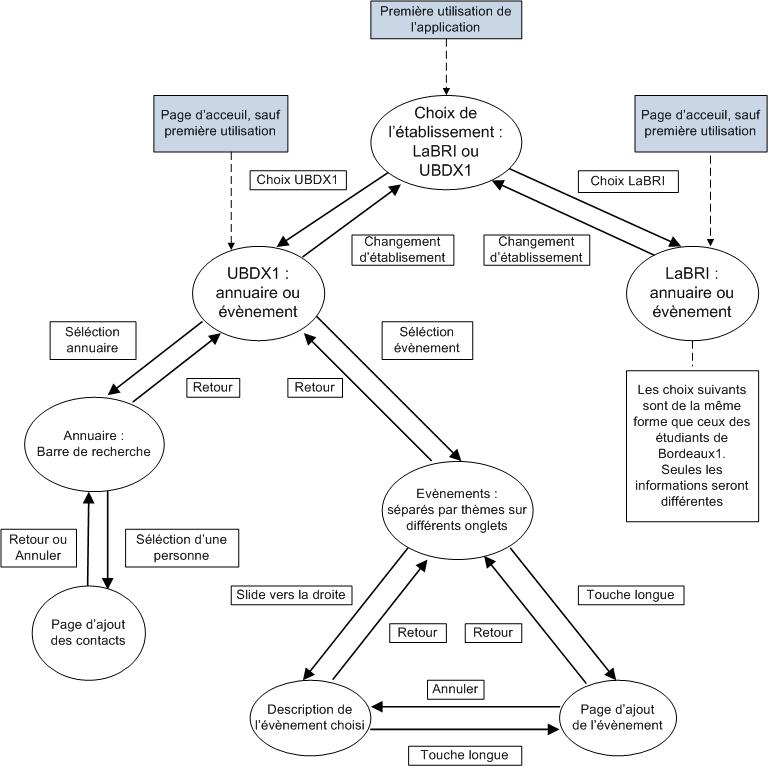 Première utilisation de
l'application
Page d'acceuil, sauf
première utilisation
Choix de
l'établissement :
LaBRI ou
UBDX1
Page d'acceuil, sauf
première utilisation
Choix UBDX1
Choix LaBRI
Changement
d'établisement
Changement
d'établissement
UBDX1 :
annuaire ou
évènement
LaBRI :
annuaire ou
évènement
Séléction
annuaire
Séléction
évènement
Retour
Retour
Les choix suivants
sont de la même
forme que ceux des
étudiants de
Bordeaux1.
Seules les
informations seront
différentes
Annuaire :
Barre de recherche
Evènements :
séparés par thèmes sur
différents onglets
Retour ou
Annuler
Séléction d'une
personne
Slide vers la droite
Touche longue
Page d'ajout
des contacts
Retour
Retour
Annuler
Description de
l'évènement choisi
Page d'ajout
de l'évènement
Touche longue